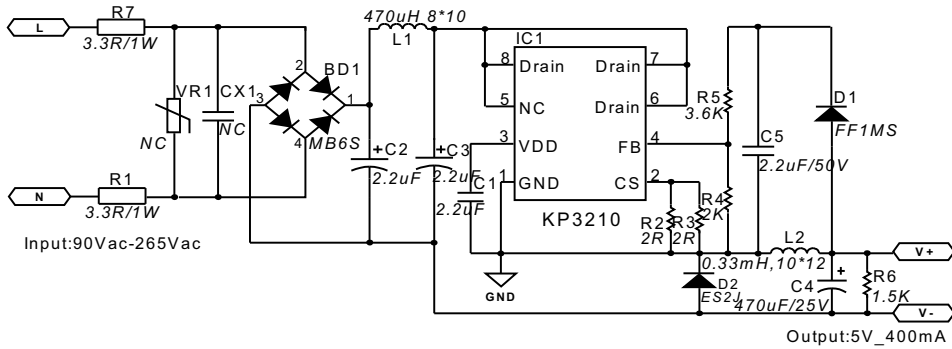 L
R7
3.3R/1W
VR1
NC
CX1
NC
N
R1
3.3R/1W
Input:90Vac-265Vac
2
BD1
3
1
4
MB6S
470uH 8*10
L1
C2
2.2uF
C3
2.2uF
C1
2.2uF
IC1
8
Drain
Drain
7
5
NC
Drain
6
3
VDD
FB
4
1
GND
CS
2
KP3210
GND
R2
2R
R3
2R
R5
3.6K
R4
2K
C5
2.2uF/50V
D1
FF1MS
L2
0.33mH,10*12
D2
ES2J
C4
470uF/25V
R6
1.5K
V+
V-
Output:5V_400mA